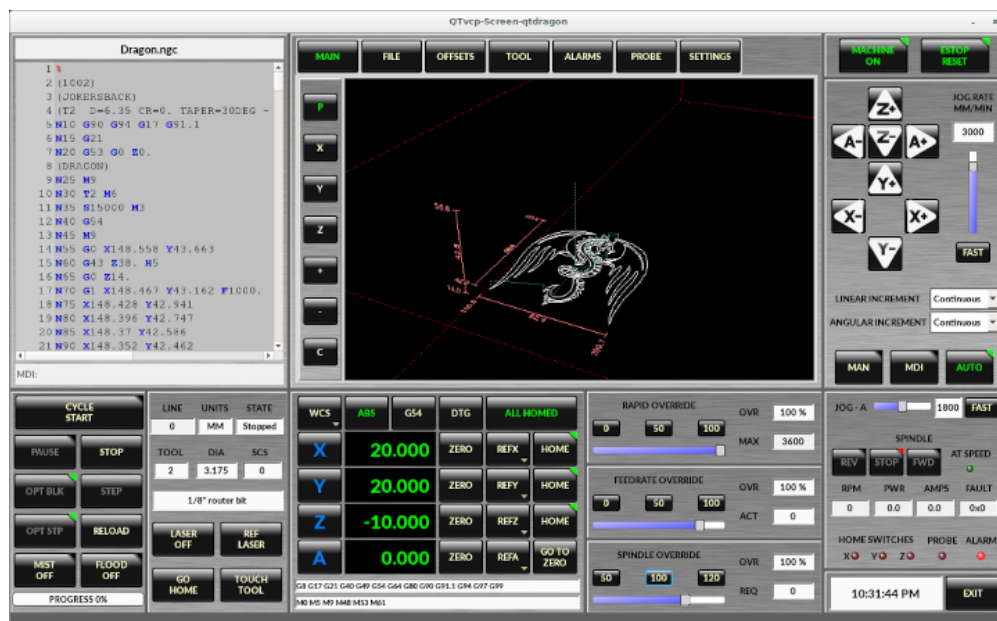 QTvcp-Screen-qtdragon
Dragon.ngc
1 %
2 (1002)
3 (JOKERSBACK)
4 (T2 D=6.35 CR=0. TAPER=30DEG -
5 N10 G90 G94 G17 G91.1
6 N15 G21
7 N20 G53 G0 Z0.
8 (DRAGON)
9 N25 M9
10 N30 T2 M6
11 N35 S15000 M3
12 N40 G54
13 N45 M9
14 N55 G0 X148.558 Y43.663
15 N60 G43 Z38. H5
16 N65 G0 Z14.
17 N70 G1 X148.467 Y43.162 F1000.
18 N75 X148.428 Y42.941
19 N80 X148.396 Y42.747
20 N85 X148.37 Y42.586
21 N90 X148.352 Y42.462
MDI:
MAIN FILE OFFSETS TOOL ALARMS PROBE SETTINGS
P
X
Y
Z
+
-
C
MACHINE ON
ESTOP RESET
JOG RATE
MM/MIN
3000
Z+
A- Z- A+
Y+
X- X+
Y-
FAST
LINEAR INCREMENT Continuous
ANGULAR INCREMENT Continuous
MAN MDI AUTO
CYCLE START
PAUSE STOP
OPT BLK STEP
OPT STP RELOAD
MIST OFF
FLOOD OFF
PROGRESS 0%
LINE UNITS STATE
0 MM Stopped
TOOL DIA SCS
2 3.175 0
1/8" router bit
LASER OFF
REF LASER
GO HOME
TOUCH TOOL
WCS ABS G54 DTG ALL HOMED
X 20.000 ZERO REFX HOME
Y 20.000 ZERO REFY HOME
Z -10.000 ZERO REFZ HOME
A 0.000 ZERO REFA GO TO ZERO
G8 G17 G21 G40 G49 G54 G64 G80 G90 G91.1 G94 G97 G99
M0 M5 M9 M48 M53 M61
RAPID OVERRIDE
OVR 100 %
0 50 100
MAX 3600
FEEDRATE OVERRIDE
OVR 100 %
0 50 100
ACT 0
SPINDLE OVERRIDE
OVR 100 %
50 100 120
REQ 0
JOG - A 1800 FAST
SPINDLE
REV STOP FWD AT SPEED
RPM PWR AMPS FAULT
0 0.0 0.0 0x0
HOME SWITCHES PROBE ALARM
X Y Z
10:31:44 PM EXIT